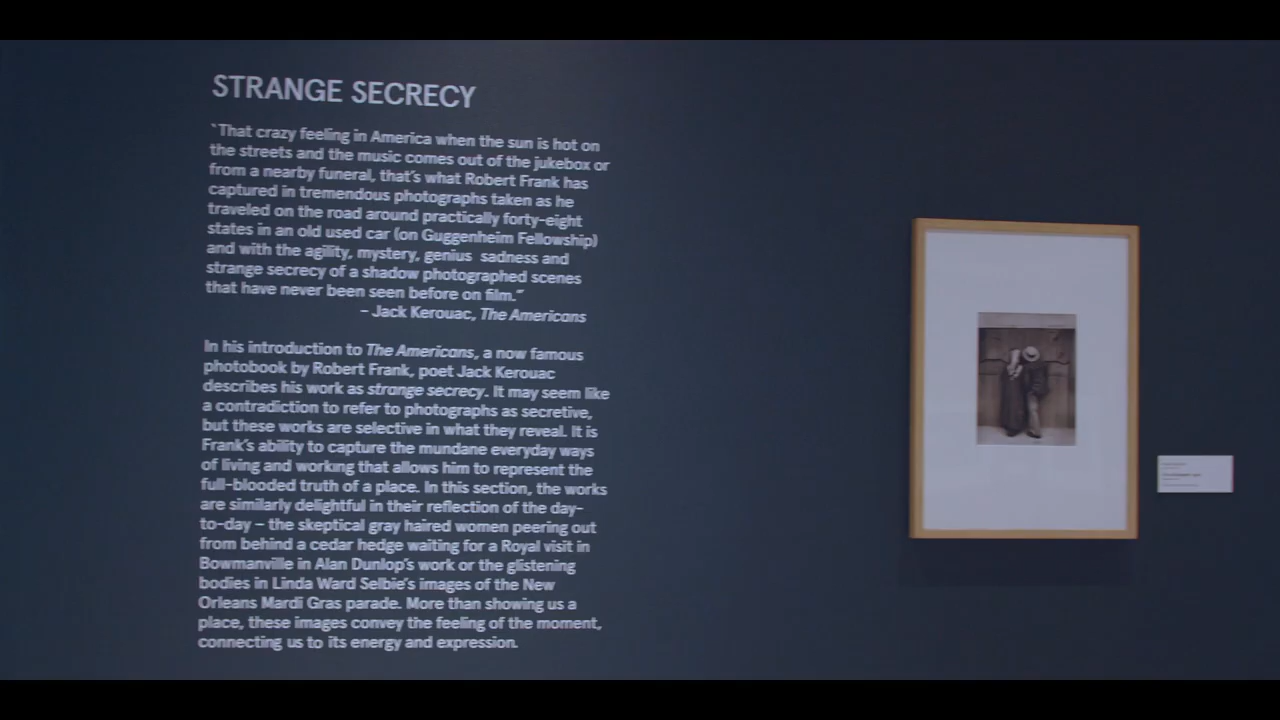 STRANGE SECRECY
`That crazy feeling in America when the sun is hot on
the streets and the music comes out of the jukebox or
from a nearby funeral, that's what Robert Frank has
captured in tremendous photographs taken as he
traveled on the road around practically forty-eight
states in an old used car (on Guggenheim Fellowship)
and with the agility, mystery, genius  sadness and
strange secrecy of a shadow photographed scenes
that have never been seen before on film.”
– Jack Kerouac, The Americans
In his introduction to The Americans, a now famous
photobook by Robert Frank, poet Jack Kerouac
describes his work as strange secrecy. It may seem like
a contradiction to refer to photographs as secretive,
but these works are selective in what they reveal. It is
Frank's ability to capture the mundane everyday ways
of living and working that allows him to represent the
full-blooded truth of a place. In this section, the works
are similarly delightful in their reflection of the day-
to-day – the skeptical gray haired women peering out
from behind a cedar hedge waiting for a Royal visit in
Bowmanville in Alan Dunlop's work or the glistening
bodies in Linda Ward Selbie's images of the New
Orleans Mardi Gras parade. More than showing us a
place, these images convey the feeling of the moment,
connecting us to its energy and expression.